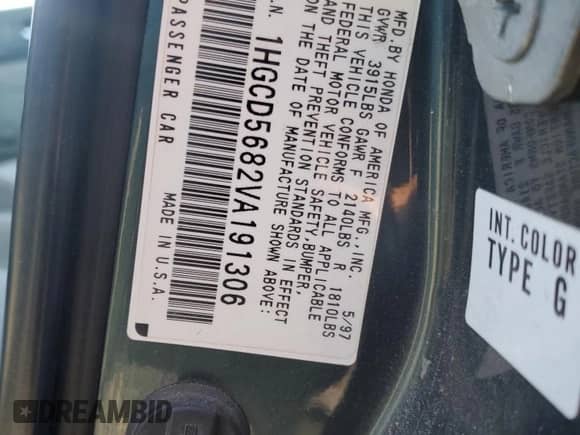 MFD. BY HONDA OF AMERICA MFG., INC. 5/97
GVWR 3915LBS GAWR F 2140LBS R 1810LBS
THIS VEHICLE CONFORMS TO ALL APPLICABLE
FEDERAL MOTOR VEHICLE SAFETY, BUMPER,
AND THEFT PREVENTION STANDARDS IN EFFECT
ON THE DATE OF MANUFACTURE SHOWN ABOVE:
1HGCD5682VA191306
PASSENGER CAR MADE IN U.S.A.
INT. COLOR
TYPE G
DREAMBID